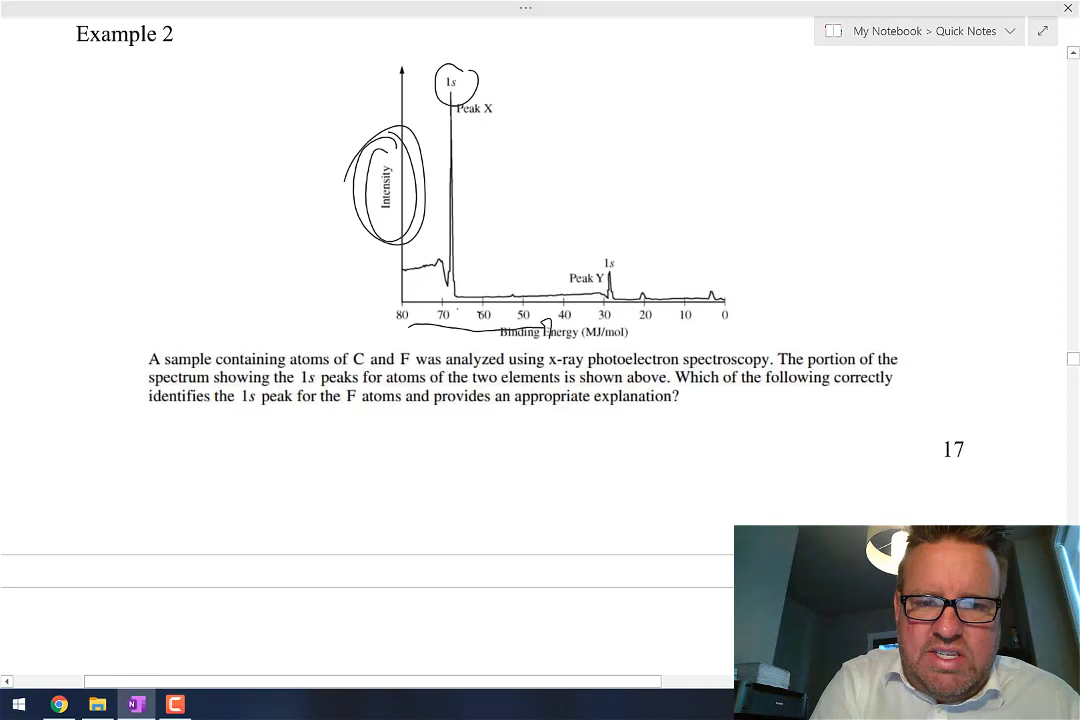 Example 2
My Notebook > Quick Notes
1s
Peak X
Intensity
1s
Peak Y
80 70 60 50 40 30 20 10 0
Binding Energy (MJ/mol)
A sample containing atoms of C and F was analyzed using x-ray photoelectron spectroscopy. The portion of the
spectrum showing the 1s peaks for atoms of the two elements is shown above. Which of the following correctly
identifies the 1s peak for the F atoms and provides an appropriate explanation?
17